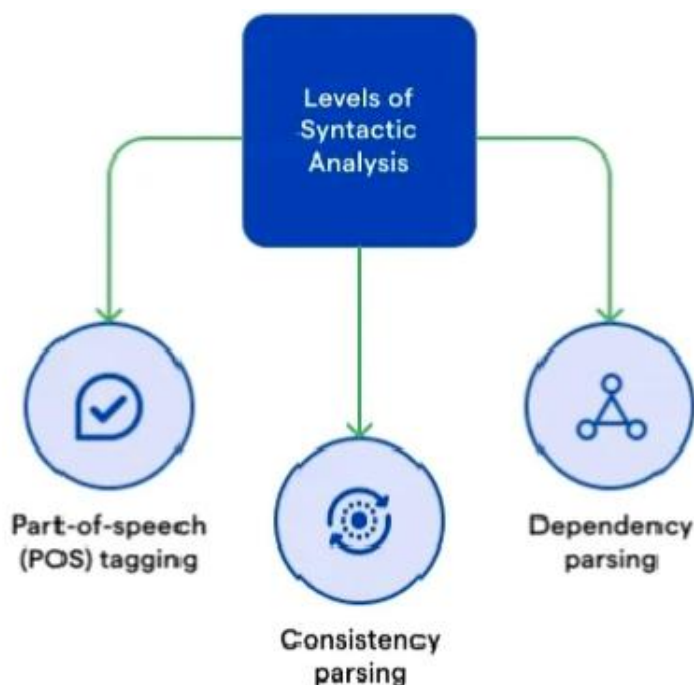 Levels of
Syntactic
Analysis
Part-of-speech
(POS) tagging
Consistency
parsing
Dependency
parsing